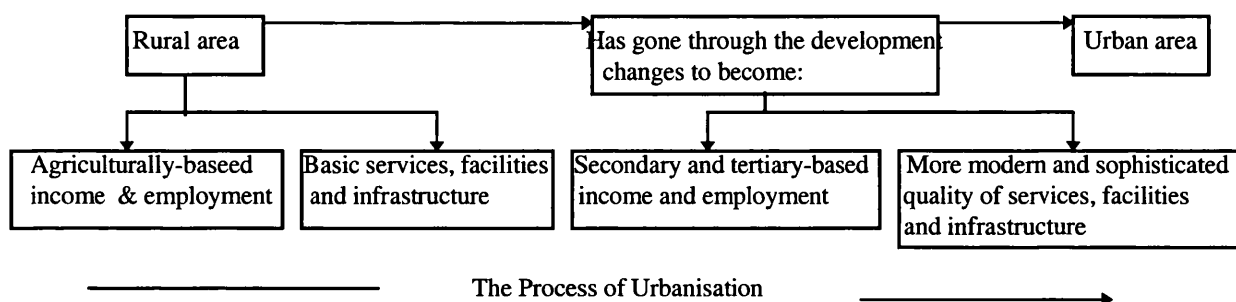 Rural area
Has gone through the development
changes to become:
Urban area
Agriculturally-baseed
income & employment
Basic services, facilities
and infrastructure
Secondary and tertiary-based
income and employment
More modern and sophisticated
quality of services, facilities
and infrastructure
The Process of Urbanisation